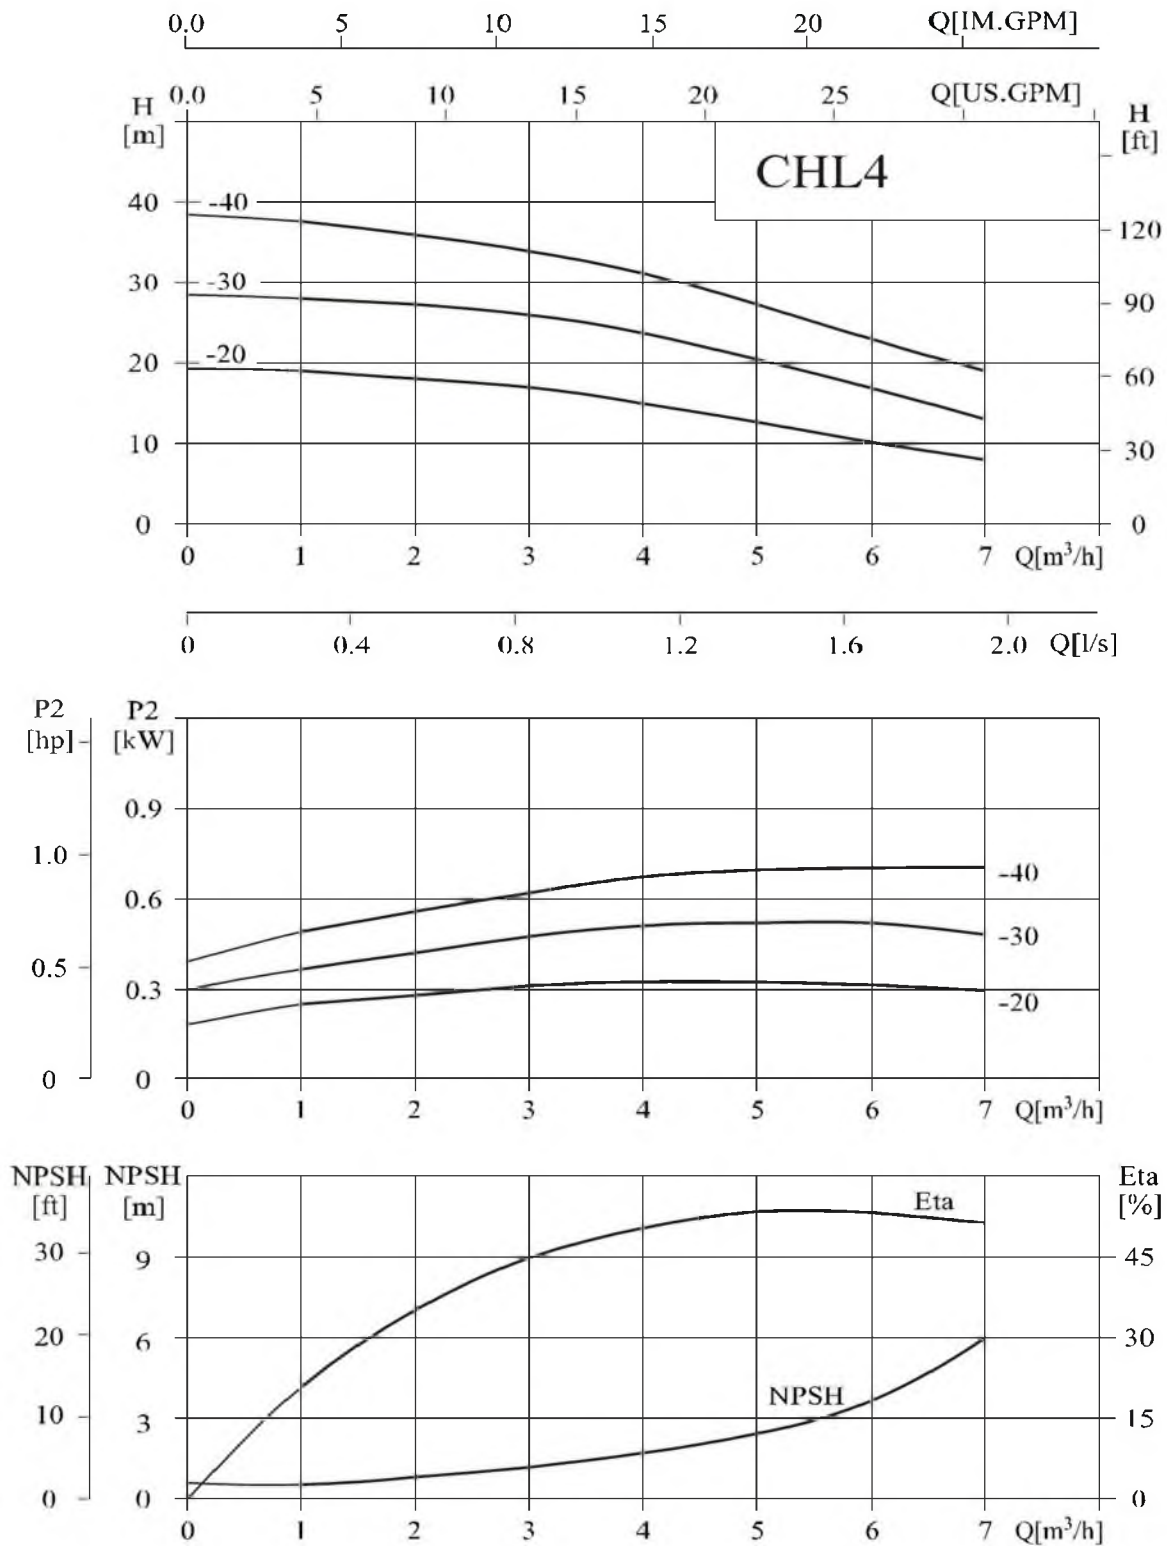 0.0 5 10 15 20 Q[IM.GPM]
0.0 5 10 15 20 25 Q[US.GPM]
H
[m]
H
[ft]
CHL4
40
30
20
10
0
-40
-30
-20
120
90
60
30
0
0 1 2 3 4 5 6 7 Q[m³/h]
0 0.4 0.8 1.2 1.6 2.0 Q[l/s]
P2
[hp]
P2
[kW]
1.0
0.5
0
0.9
0.6
0.3
0
-40
-30
-20
0 1 2 3 4 5 6 7 Q[m³/h]
NPSH
[ft]
NPSH
[m]
Eta
[%]
30
20
10
0
9
6
3
0
Eta
NPSH
45
30
15
0
0 1 2 3 4 5 6 7 Q[m³/h]